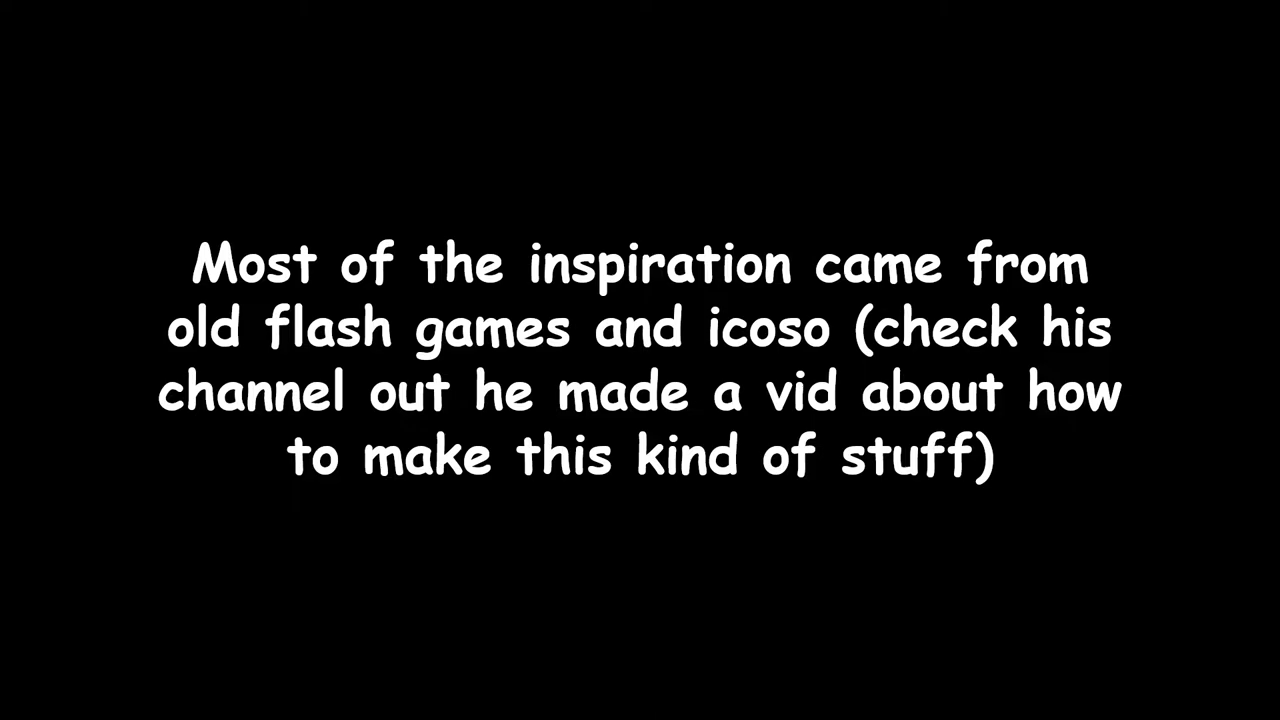 Most of the inspiration came from
old flash games and icoso (check his
channel out he made a vid about how
to make this kind of stuff)